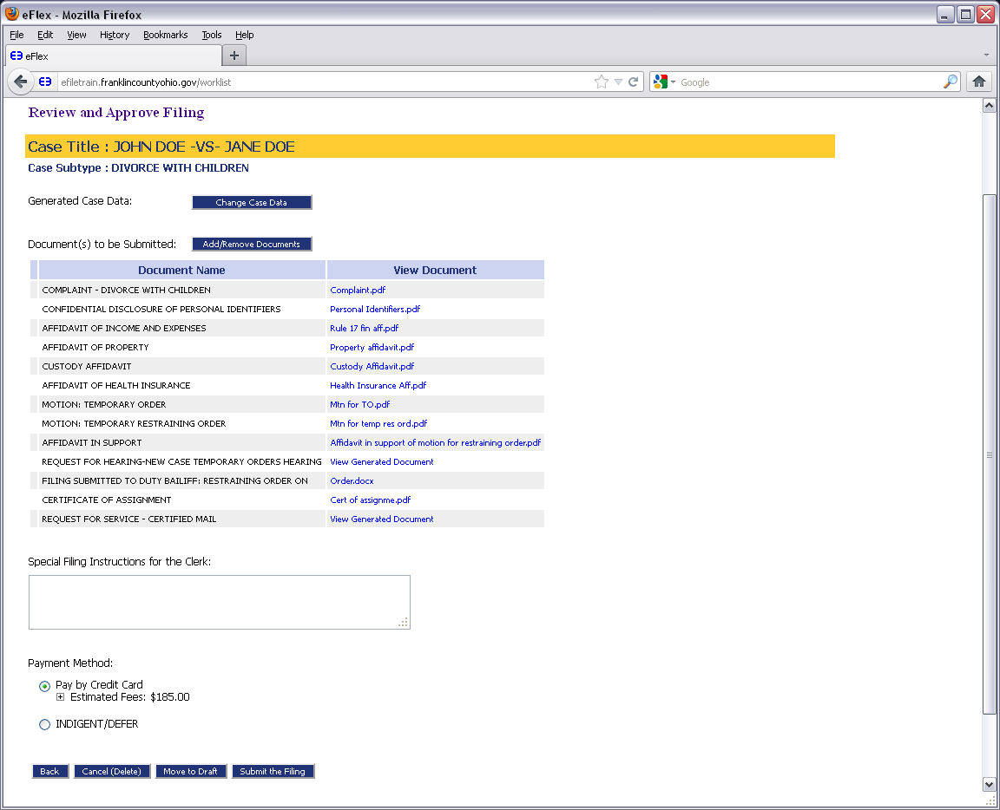 eFlex - Mozilla Firefox
File Edit View History Bookmarks Tools Help
eFlex
efiletrain.franklincountyohio.gov/worklist
Google
Review and Approve Filing
Case Title : JOHN DOE -VS- JANE DOE
Case Subtype : DIVORCE WITH CHILDREN
Generated Case Data: Change Case Data
Document(s) to be Submitted: Add/Remove Documents
Document Name View Document
COMPLAINT - DIVORCE WITH CHILDREN Complaint.pdf
CONFIDENTIAL DISCLOSURE OF PERSONAL IDENTIFIERS Personal Identifiers.pdf
AFFIDAVIT OF INCOME AND EXPENSES Rule 17 fin aff.pdf
AFFIDAVIT OF PROPERTY Property affidavit.pdf
CUSTODY AFFIDAVIT Custody Affidavit.pdf
AFFIDAVIT OF HEALTH INSURANCE Health Insurance Aff.pdf
MOTION: TEMPORARY ORDER Mtn for TO.pdf
MOTION: TEMPORARY RESTRAINING ORDER Mtn for temp res ord.pdf
AFFIDAVIT IN SUPPORT Affidavit in support of motion for restraining order.pdf
REQUEST FOR HEARING-NEW CASE TEMPORARY ORDERS HEARING View Generated Document
FILING SUBMITTED TO DUTY BAILIFF: RESTRAINING ORDER ON Order.docx
CERTIFICATE OF ASSIGNMENT Cert of assignme.pdf
REQUEST FOR SERVICE - CERTIFIED MAIL View Generated Document
Special Filing Instructions for the Clerk:
Payment Method:
Pay by Credit Card
Estimated Fees: $185.00
INDIGENT/DEFER
Back Cancel (Delete) Move to Draft Submit the Filing